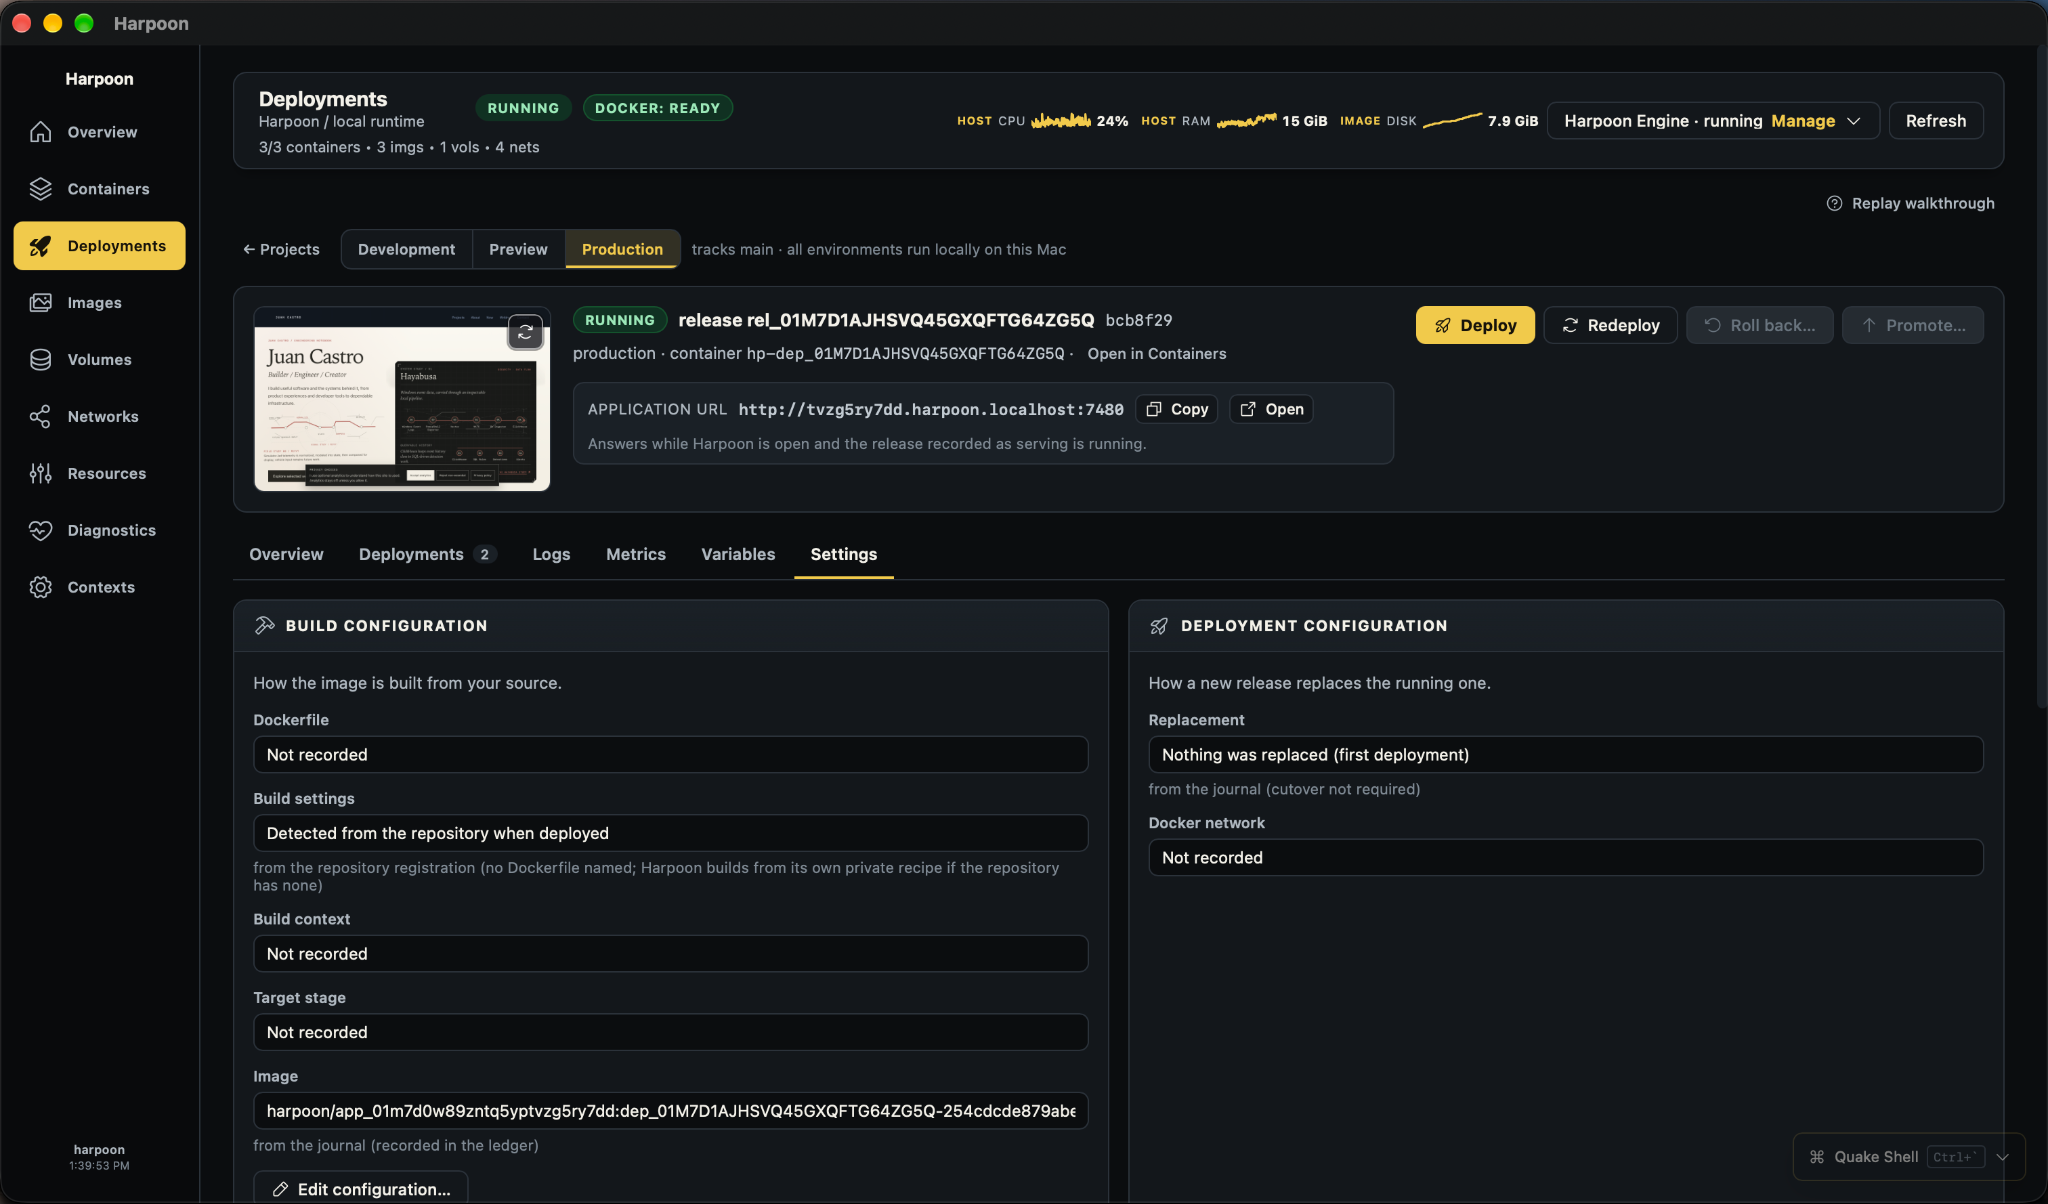 Harpoon
Harpoon
Overview
Containers
Deployments
Images
Volumes
Networks
Resources
Diagnostics
Contexts
harpoon
1:39:53 PM
Deployments
RUNNING
DOCKER: READY
Harpoon / local runtime
3/3 containers • 3 imgs • 1 vols • 4 nets
HOST CPU 24% HOST RAM 15 GiB IMAGE DISK 7.9 GiB
Harpoon Engine · running Manage
Refresh
Replay walkthrough
← Projects
Development
Preview
Production
tracks main · all environments run locally on this Mac
Juan Castro
Builder / Engineer / Creator
Hayabusa
RUNNING release rel_01M7D1AJHSVQ45GXQFTG64ZG5Q bcb8f29
production · container hp-dep_01M7D1AJHSVQ45GXQFTG64ZG5Q · Open in Containers
APPLICATION URL http://tvzg5ry7dd.harpoon.localhost:7480 Copy Open
Answers while Harpoon is open and the release recorded as serving is running.
Deploy
Redeploy
Roll back...
Promote...
Overview
Deployments 2
Logs
Metrics
Variables
Settings
BUILD CONFIGURATION
How the image is built from your source.
Dockerfile
Not recorded
Build settings
Detected from the repository when deployed
from the repository registration (no Dockerfile named; Harpoon builds from its own private recipe if the repository
has none)
Build context
Not recorded
Target stage
Not recorded
Image
harpoon/app_01m7d0w89zntq5yptvzg5ry7dd:dep_01M7D1AJHSVQ45GXQFTG64ZG5Q-254cdcde879abe
from the journal (recorded in the ledger)
Edit configuration...
DEPLOYMENT CONFIGURATION
How a new release replaces the running one.
Replacement
Nothing was replaced (first deployment)
from the journal (cutover not required)
Docker network
Not recorded
⌘ Quake Shell Ctrl+`